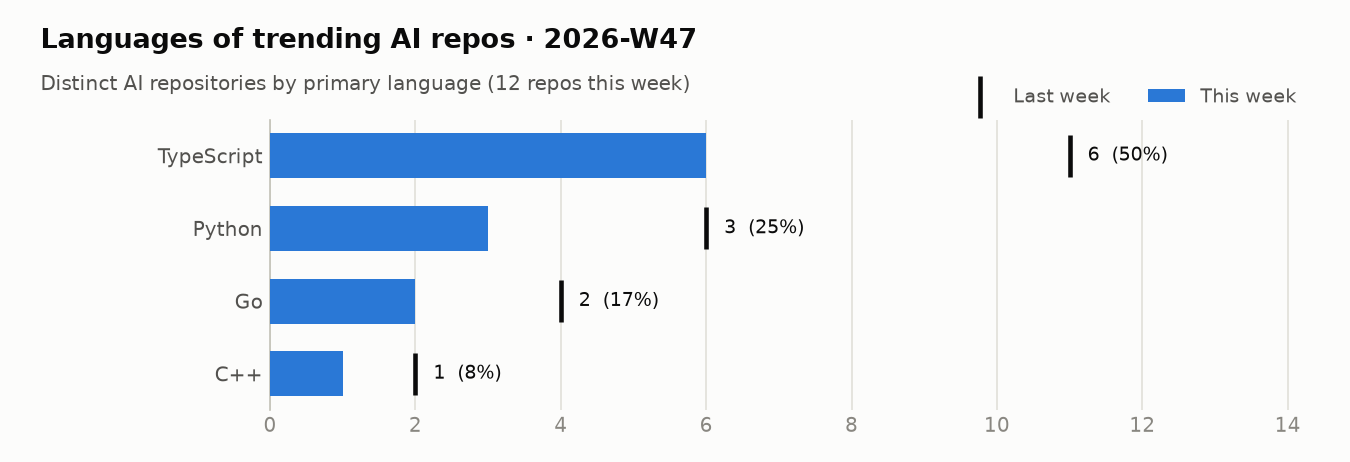 Languages of trending AI repos · 2026-W47
Distinct AI repositories by primary language (12 repos this week)
Last week
This week
TypeScript
6 (50%)
Python
3 (25%)
Go
2 (17%)
C++
1 (8%)
0 2 4 6 8 10 12 14